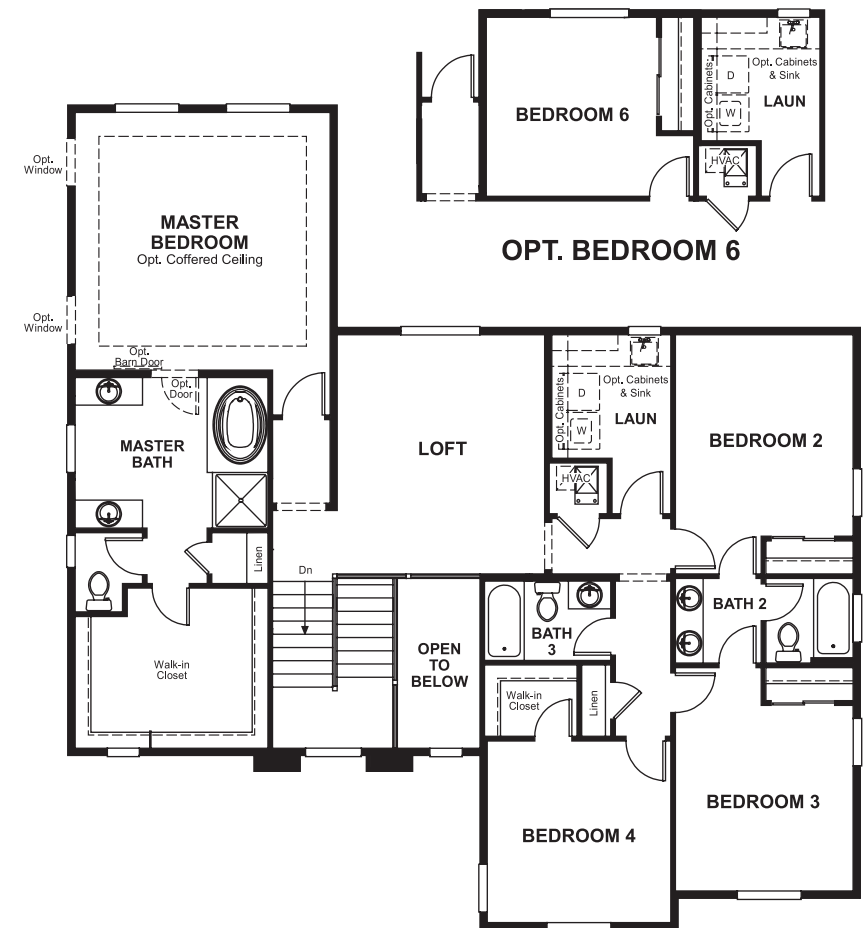 BEDROOM 6
Opt. Cabinets
D
W
Opt. Cabinets
& Sink
LAUN
HVAC
OPT. BEDROOM 6
Opt.
Window
MASTER
BEDROOM
Opt. Coffered Ceiling
Opt.
Window
Opt.
Barn Door
Opt.
Door
MASTER
BATH
Linen
Walk-in
Closet
Dn
LOFT
Opt. Cabinets
D
W
Opt. Cabinets
& Sink
LAUN
HVAC
BEDROOM 2
OPEN
TO
BELOW
BATH
3
BATH 2
Walk-in
Closet
Linen
BEDROOM 3
BEDROOM 4